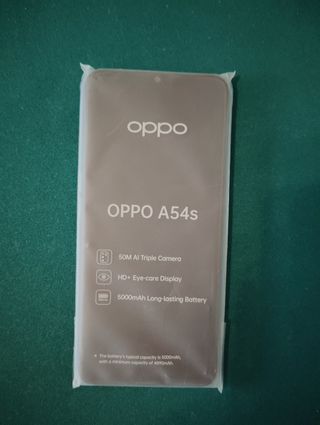 oppo
OPPO A54s
50M AI Triple Camera
HD+ Eye-care Display
5000mAh Long-lasting Battery
* The battery's typical capacity is 5000mAh,
with a minimum capacity of 4890mAh.